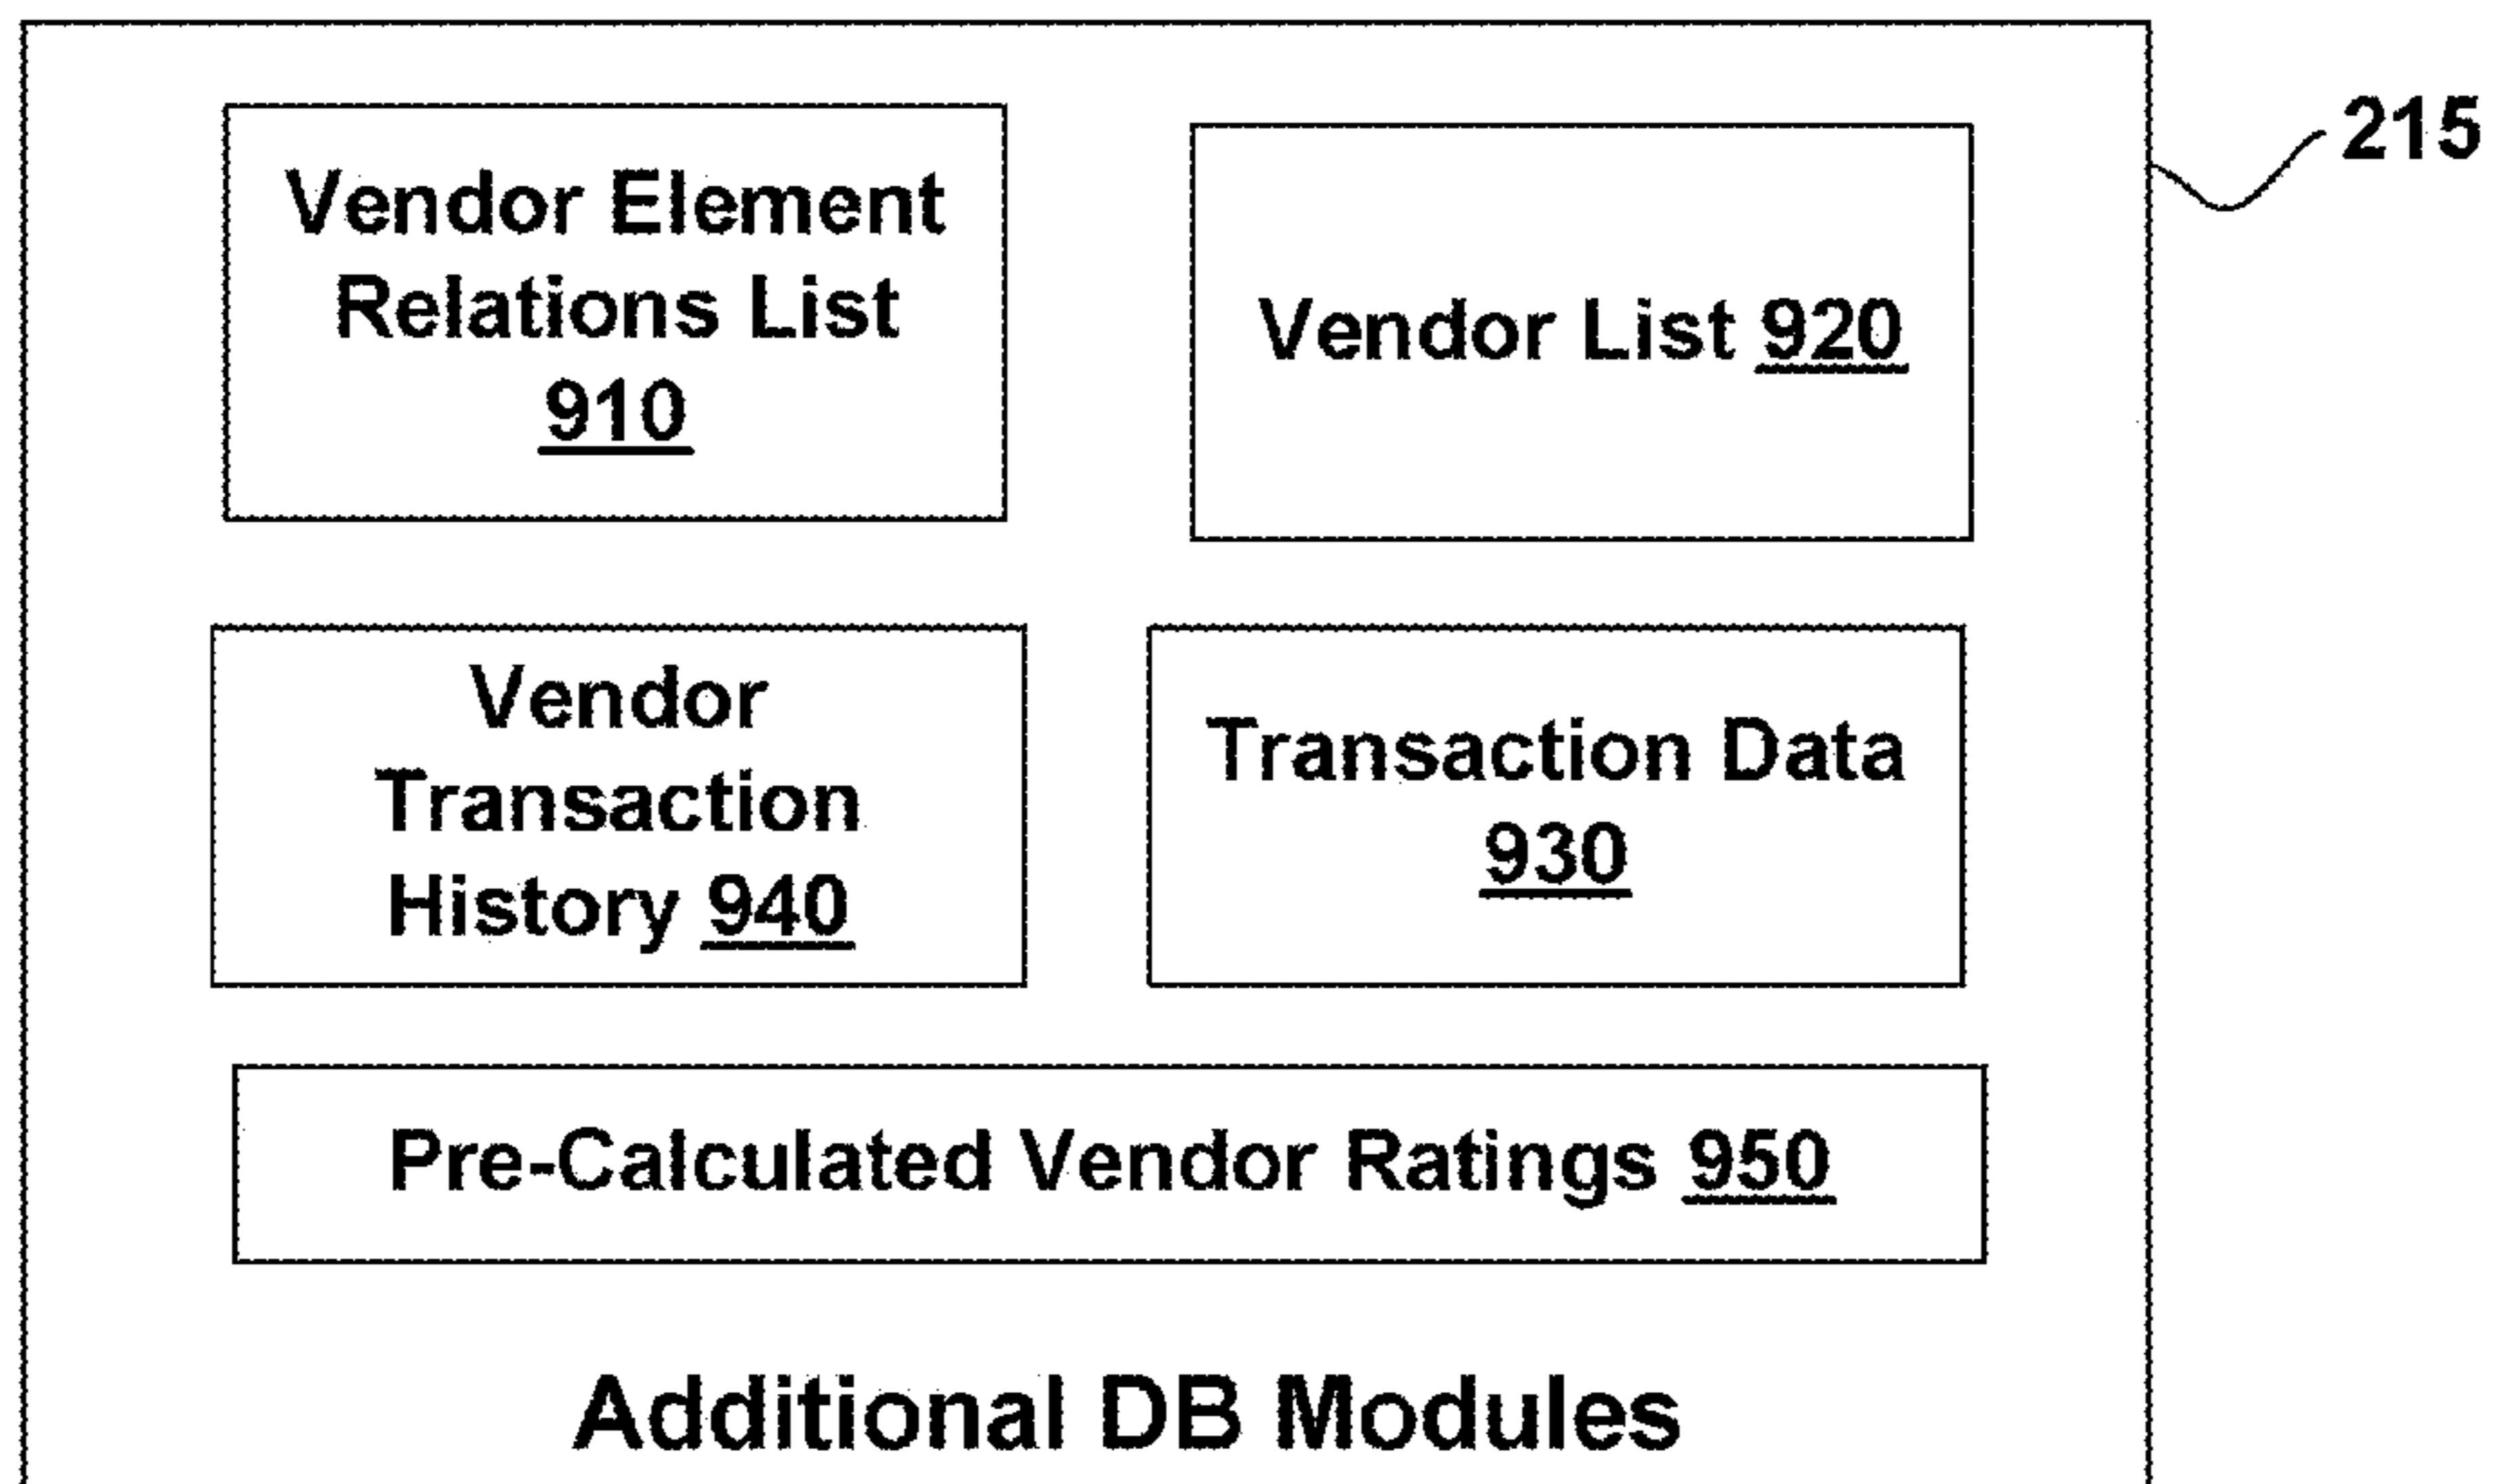 215
Vendor Element
Relations List
910
Vendor List 920
Vendor
Transaction
History 940
Transaction Data
930
Pre-Calculated Vendor Ratings 950
Additional DB Modules